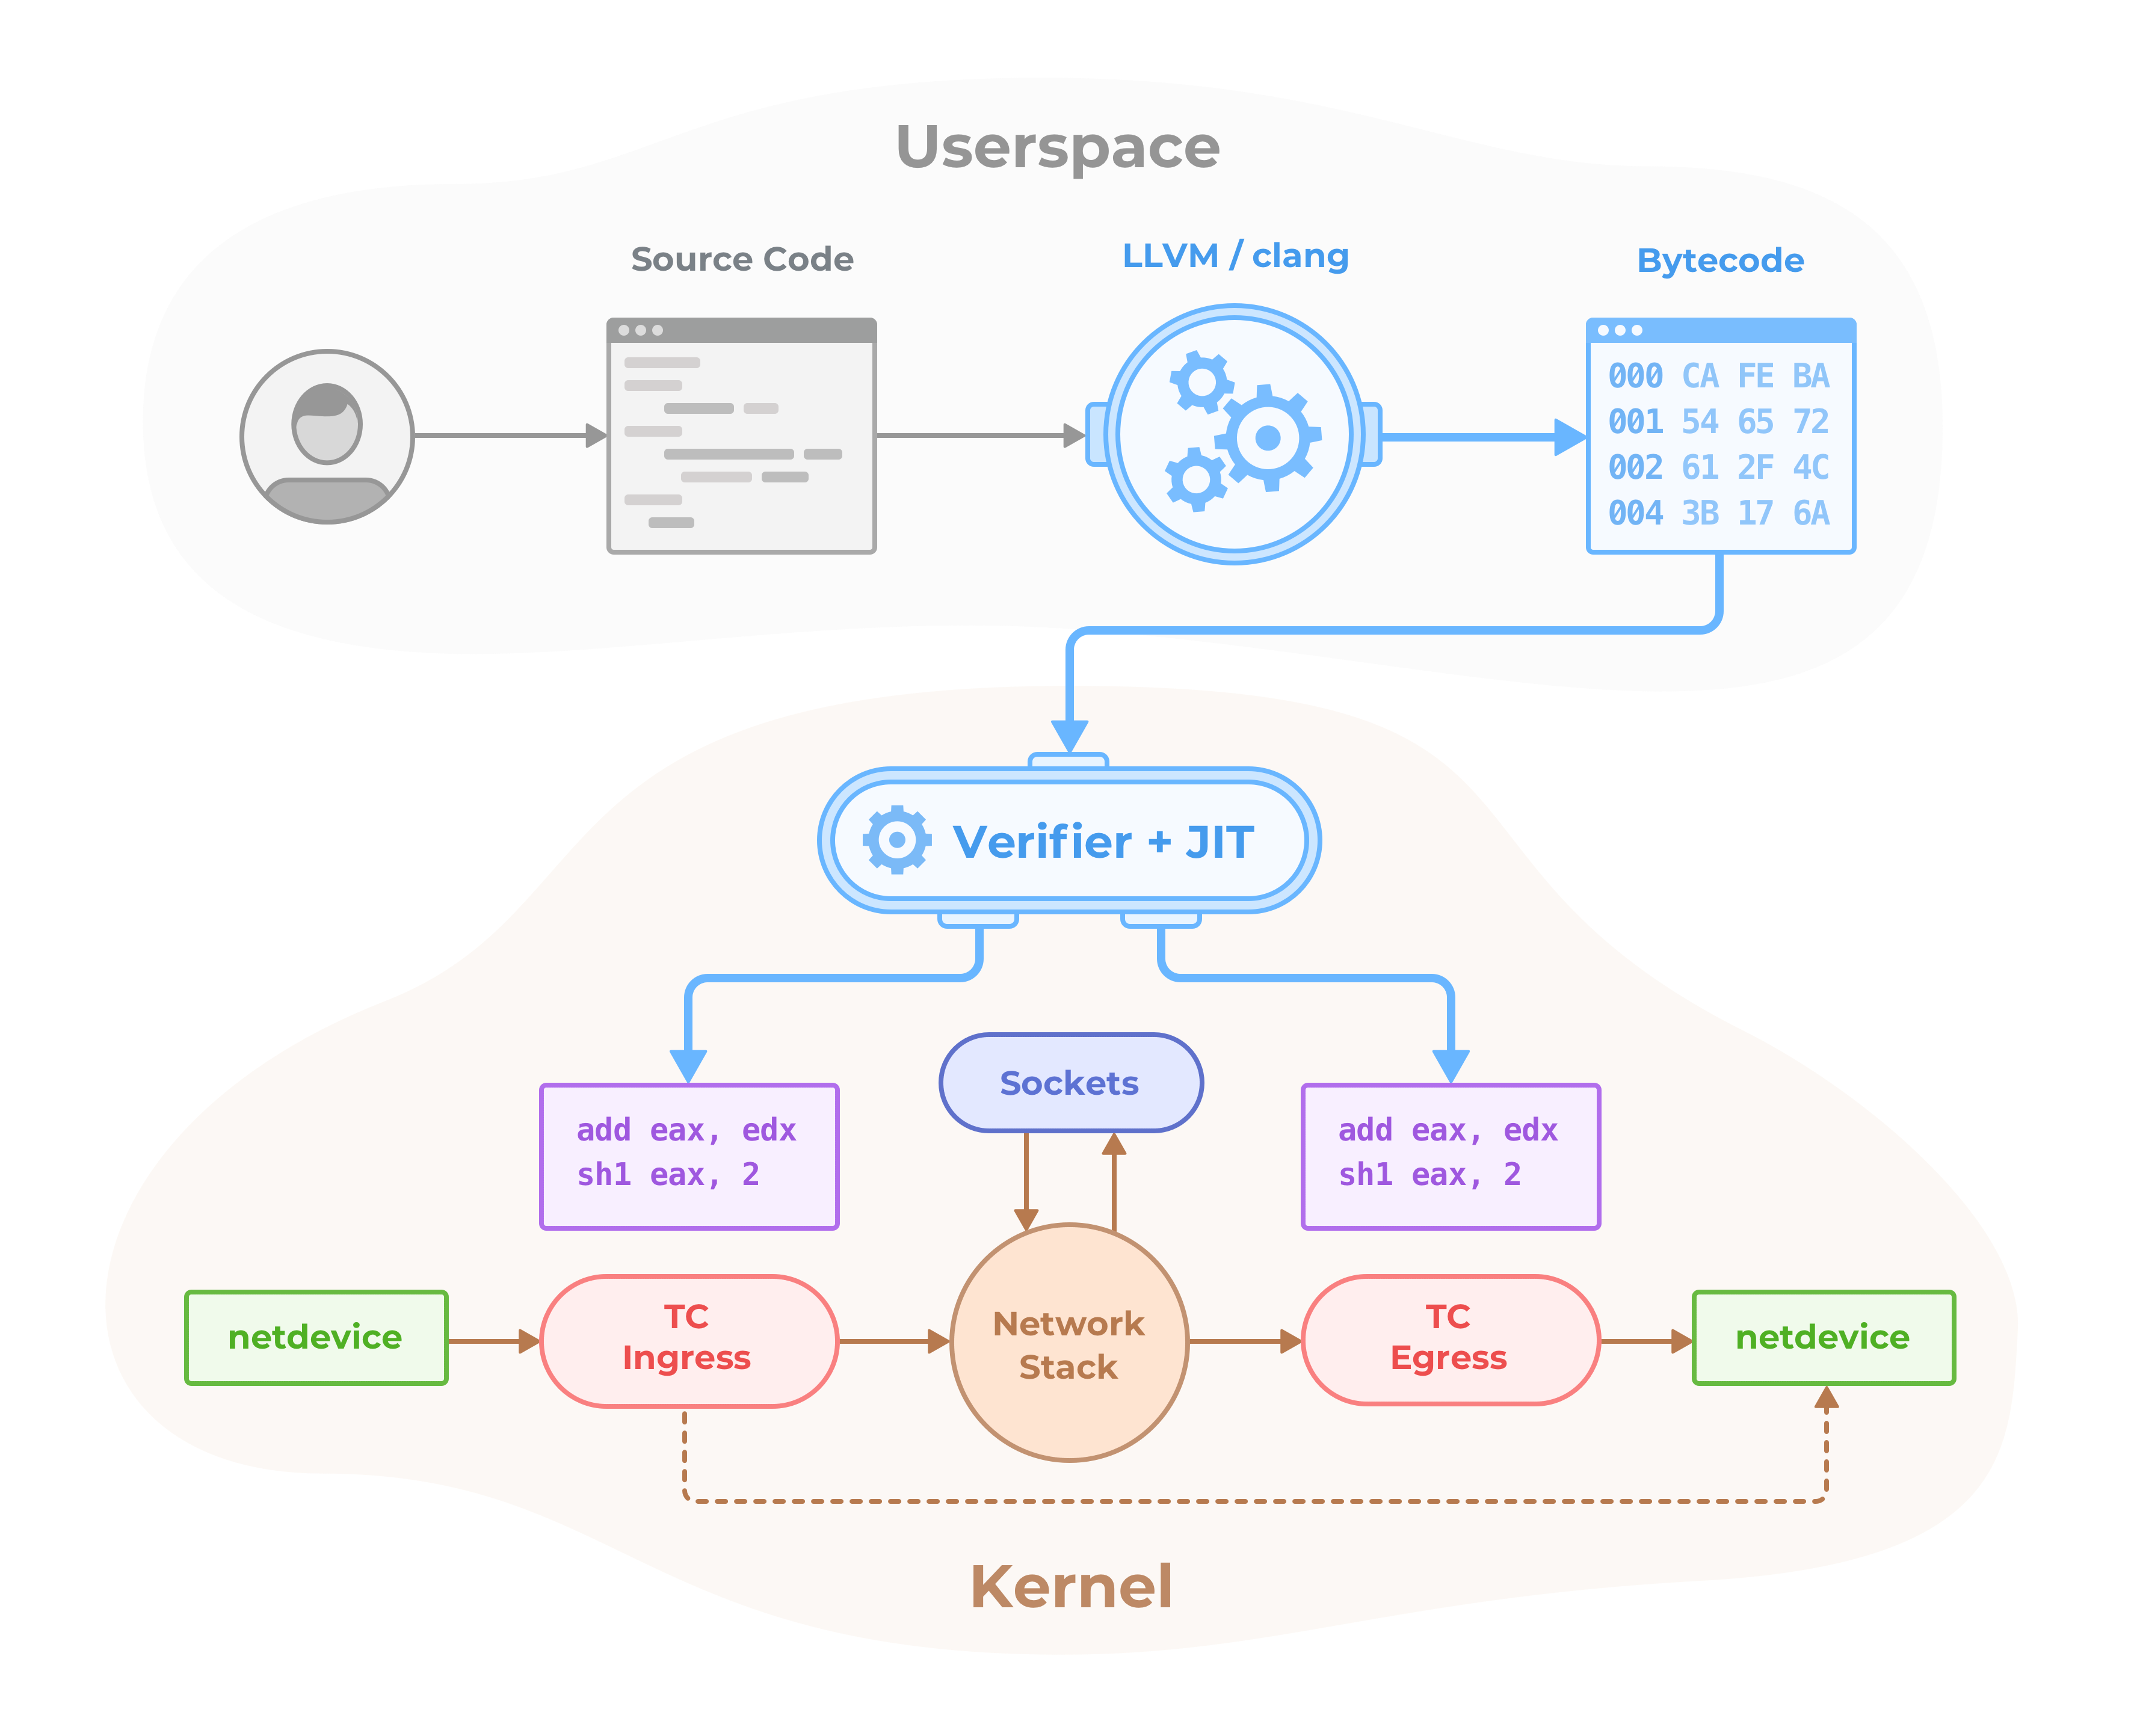 Userspace
Source Code
LLVM / clang
Bytecode
000 CA FE BA
001 54 65 72
002 61 2F 4C
004 3B 17 6A
Verifier + JIT
add eax, edx
sh1 eax, 2
Sockets
add eax, edx
sh1 eax, 2
netdevice
TC
Ingress
Network
Stack
TC
Egress
netdevice
Kernel